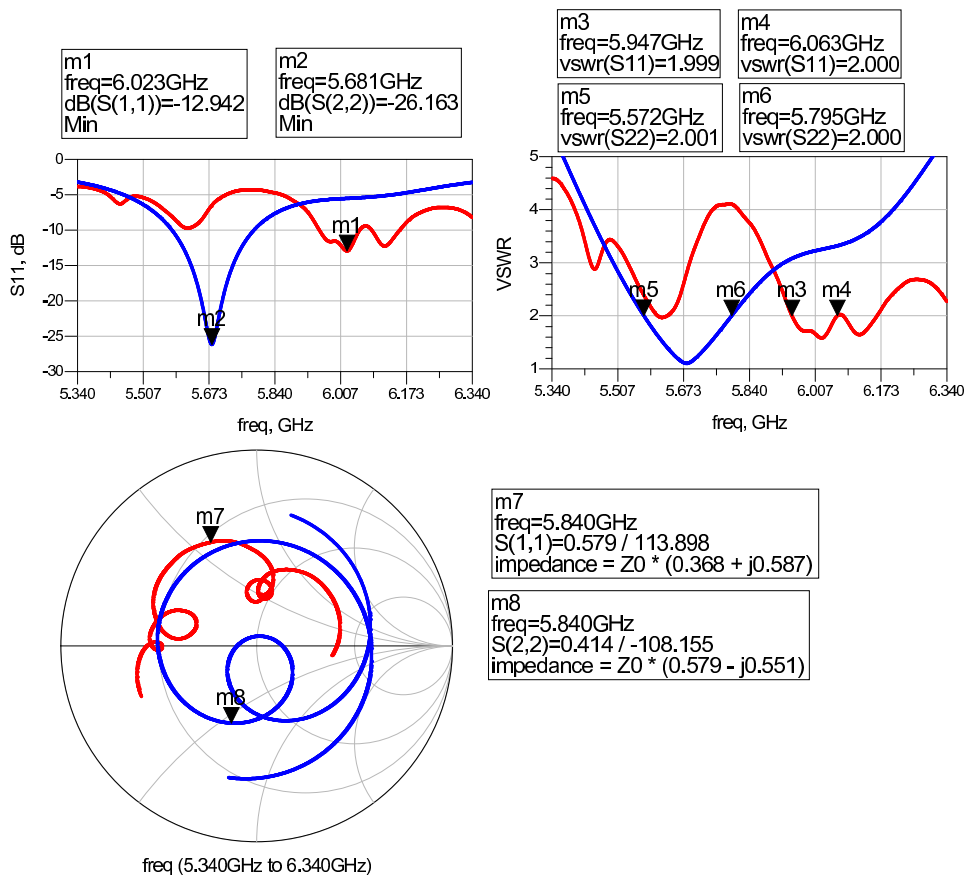 m1
freq=6.023GHz
dB(S(1,1))=-12.942
Min
m2
freq=5.681GHz
dB(S(2,2))=-26.163
Min
m3
freq=5.947GHz
vswr(S11)=1.999
m4
freq=6.063GHz
vswr(S11)=2.000
m5
freq=5.572GHz
vswr(S22)=2.001
m6
freq=5.795GHz
vswr(S22)=2.000
0
-5
-10
-15
-20
-25
-30
S11, dB
m1
m2
5.340
5.507
5.673
5.840
6.007
6.173
6.340
freq, GHz
5
4
3
2
1
VSWR
m5
m6
m3
m4
5.340
5.507
5.673
5.840
6.007
6.173
6.340
freq, GHz
m7
m8
freq (5.340GHz to 6.340GHz)
m7
freq=5.840GHz
S(1,1)=0.579 / 113.898
impedance = Z0 * (0.368 + j0.587)
m8
freq=5.840GHz
S(2,2)=0.414 / -108.155
impedance = Z0 * (0.579 - j0.551)